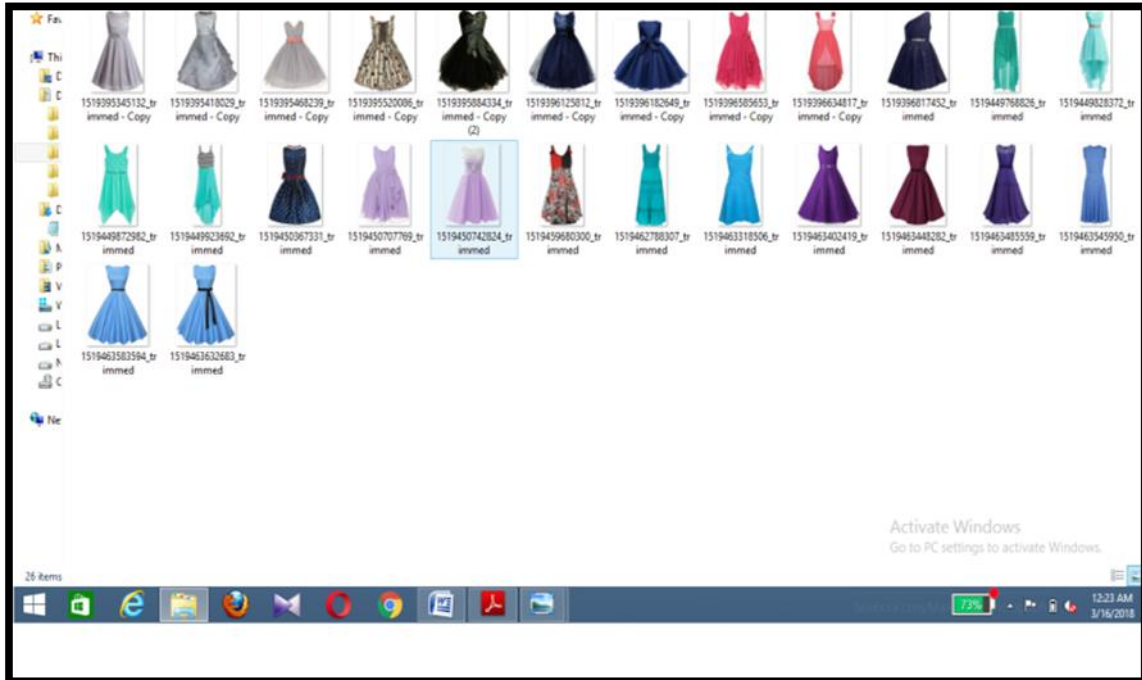 Fav
1519395345132_tr 1519395418029_tr 1519395468239_tr 1519395520086_tr 1519395884334_tr 1519396125812_tr 1519396182649_tr 1519396585653_tr 1519396634817_tr 1519396817452_tr 1519449768826_tr 1519449828372_tr
immed - Copy immed - Copy immed - Copy immed - Copy immed - Copy immed - Copy immed - Copy immed - Copy immed - Copy immed immed immed
(2)
Thi
D
D
1519449872982_tr 1519449923692_tr 1519450367331_tr 1519450707769_tr 1519450742824_tr 1519459680300_tr 1519462788307_tr 1519463318506_tr 1519463402419_tr 1519463448282_tr 1519463485559_tr 1519463545950_tr
immed immed immed immed immed immed immed immed immed immed immed immed
D
M
P
V
W
L
L
N
C
1519463583594_tr 1519463632683_tr
immed immed
Ne
Activate Windows
Go to PC settings to activate Windows.
26 items
73%
12:23 AM
3/16/2018